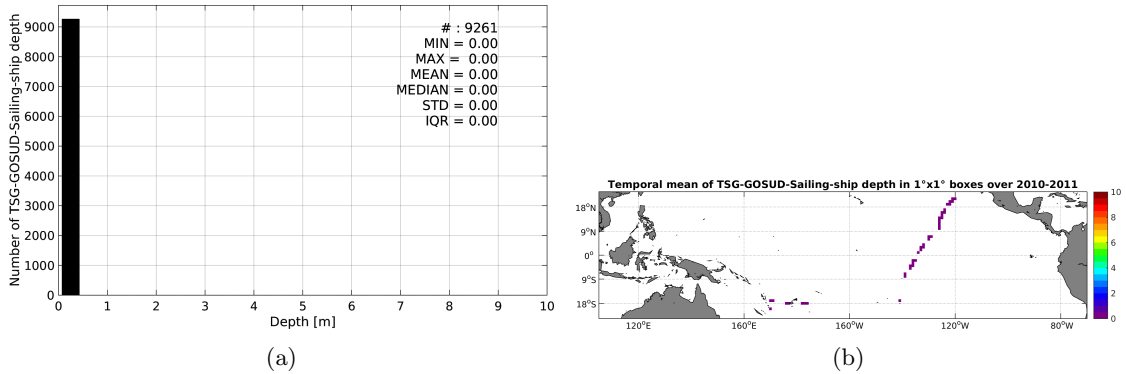 Number of TSG-GOSUD-Sailing-ship depth
9000
8000
7000
6000
5000
4000
3000
2000
1000
0
# : 9261
MIN = 0.00
MAX = 0.00
MEAN = 0.00
MEDIAN = 0.00
STD = 0.00
IQR = 0.00
0 1 2 3 4 5 6 7 8 9 10
Depth [m]
(a)
Temporal mean of TSG-GOSUD-Sailing-ship depth in 1°x1° boxes over 2010-2011
18°N
9°N
0°
9°S
18°S
120°E 160°E 160°W 120°W 80°W
10
8
6
4
2
0
(b)